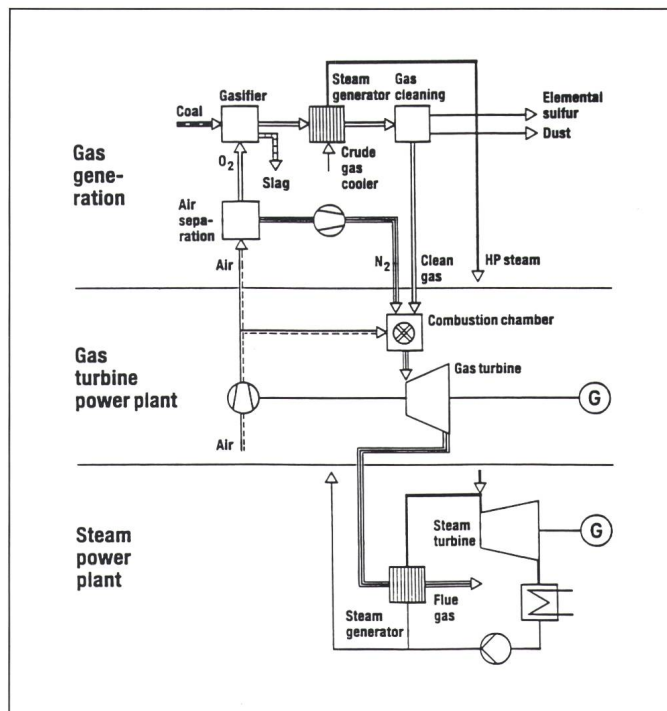 Gas
gene-
ration
Coal
Gasifier
Steam
generator
Gas
cleaning
Elemental
sulfur
Dust
O₂
Slag
Crude
gas
cooler
Air
sepa-
ration
Air
N₂
Clean
gas
HP steam
Gas
turbine
power plant
Combustion chamber
Gas turbine
G
Air
Steam
power
plant
Steam
turbine
G
Steam
generator
Flue
gas